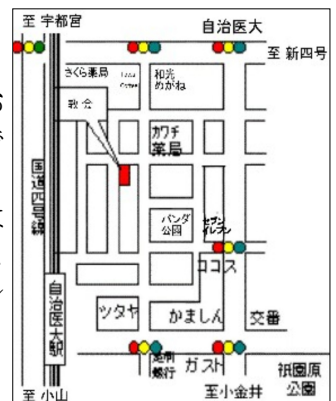 至 宇都宮
自治医大
至 新四号
さくら薬局
和光
めがね
教会
カワチ
薬局
国道四号線
パンダ
公園
セブン
イレブン
ココス
自治医大駅
ツタヤ
かましん
交番
銀行
ガスト
祇園原
公園
至 小山
至小金井